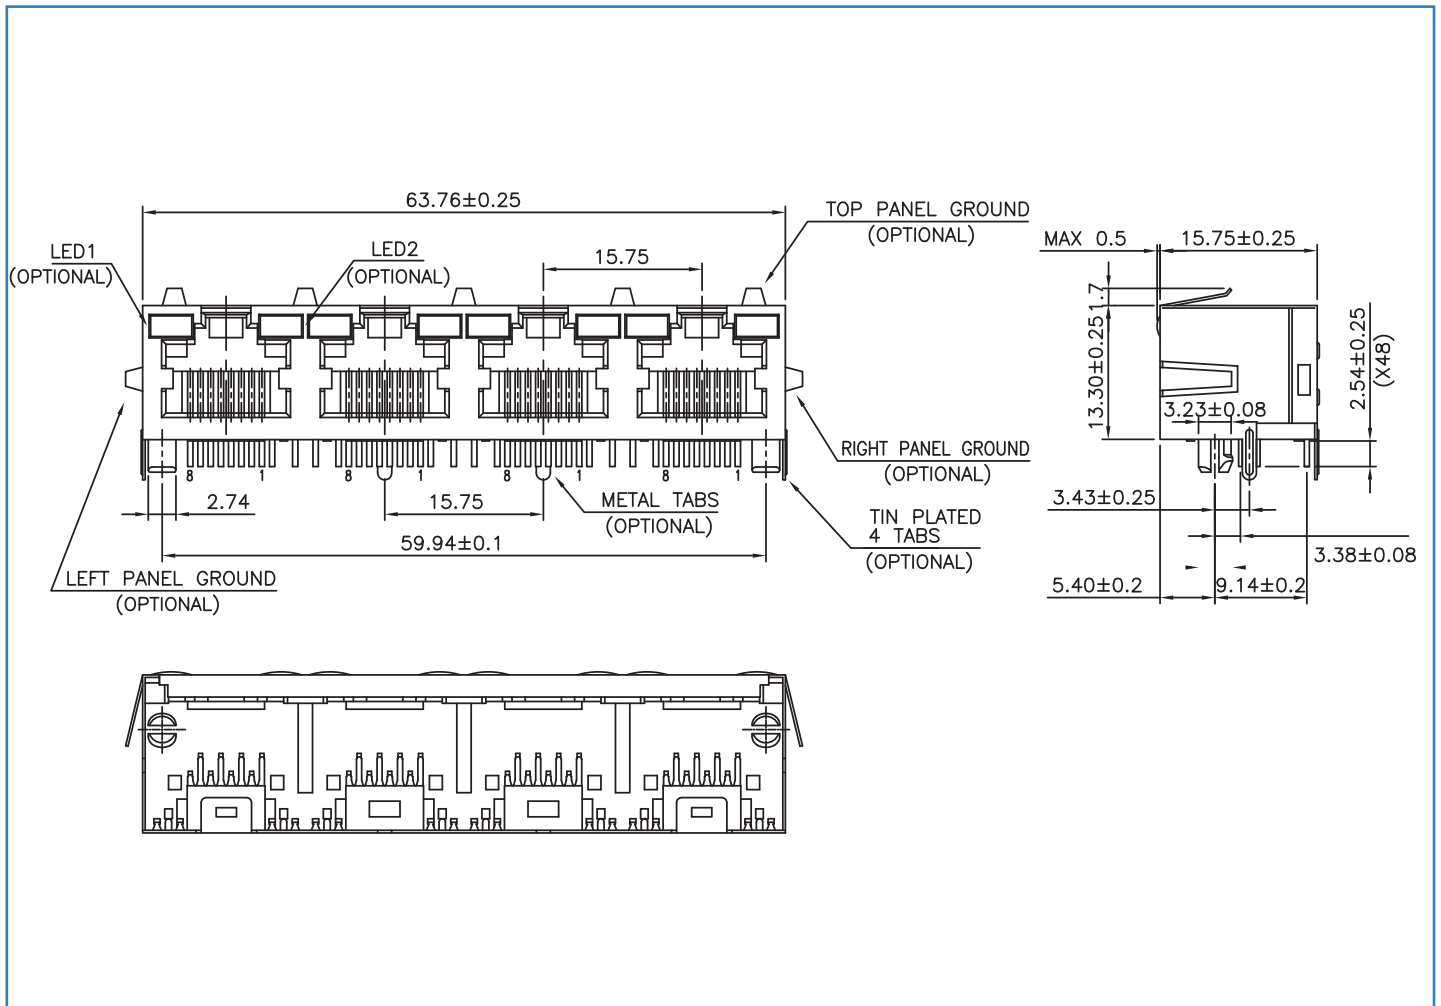 63.76±0.25
TOP PANEL GROUND
(OPTIONAL)
LED1
(OPTIONAL)
LED2
(OPTIONAL)
15.75
MAX 0.5
15.75±0.25
1.7
13.30±0.25
2.54±0.25
(X48)
3.23±0.08
RIGHT PANEL GROUND
(OPTIONAL)
8 1 8 1 8 1 8 1
2.74
15.75
METAL TABS
(OPTIONAL)
TIN PLATED
4 TABS
(OPTIONAL)
3.43±0.25
59.94±0.1
3.38±0.08
LEFT PANEL GROUND
(OPTIONAL)
5.40±0.2
9.14±0.2